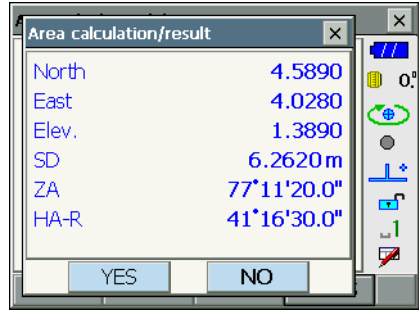 Area calculation/result
North 4.5890
East 4.0280
Elev. 1.3890
SD 6.2620 m
ZA 77°11'20.0"
HA-R 41°16'30.0"
YES NO
0."
1